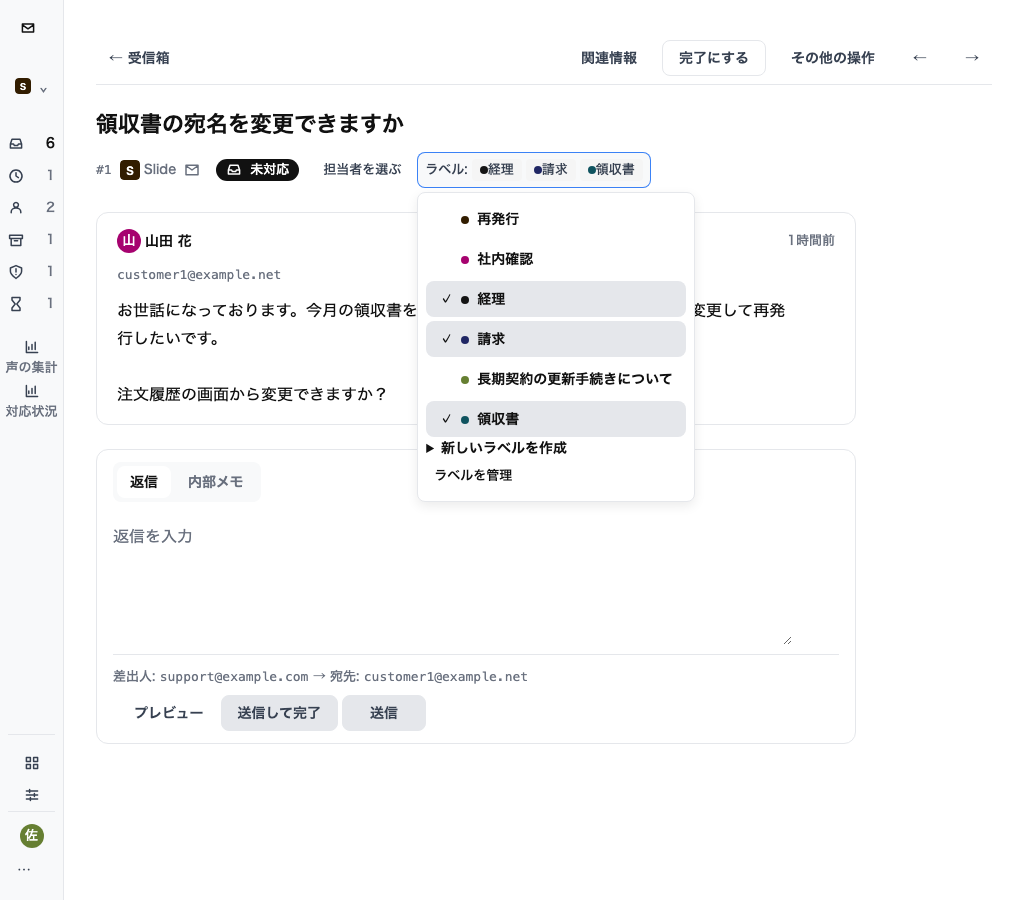 ← 受信箱
関連情報
完了にする
その他の操作
←
→
S
領収書の宛名を変更できますか
6
1
2
1
1
1
声の集計
対応状況
#1 S Slide 未対応 担当者を選ぶ ラベル: 経理 請求 領収書
山 山田 花
1時間前
customer1@example.net
お世話になっております。今月の領収書を
変更して再発
行したいです。
注文履歴の画面から変更できますか？
再発行
社内確認
✓ 経理
✓ 請求
長期契約の更新手続きについて
✓ 領収書
▶ 新しいラベルを作成
ラベルを管理
返信 内部メモ
返信を入力
差出人: support@example.com → 宛先: customer1@example.net
プレビュー 送信して完了 送信
佐
…